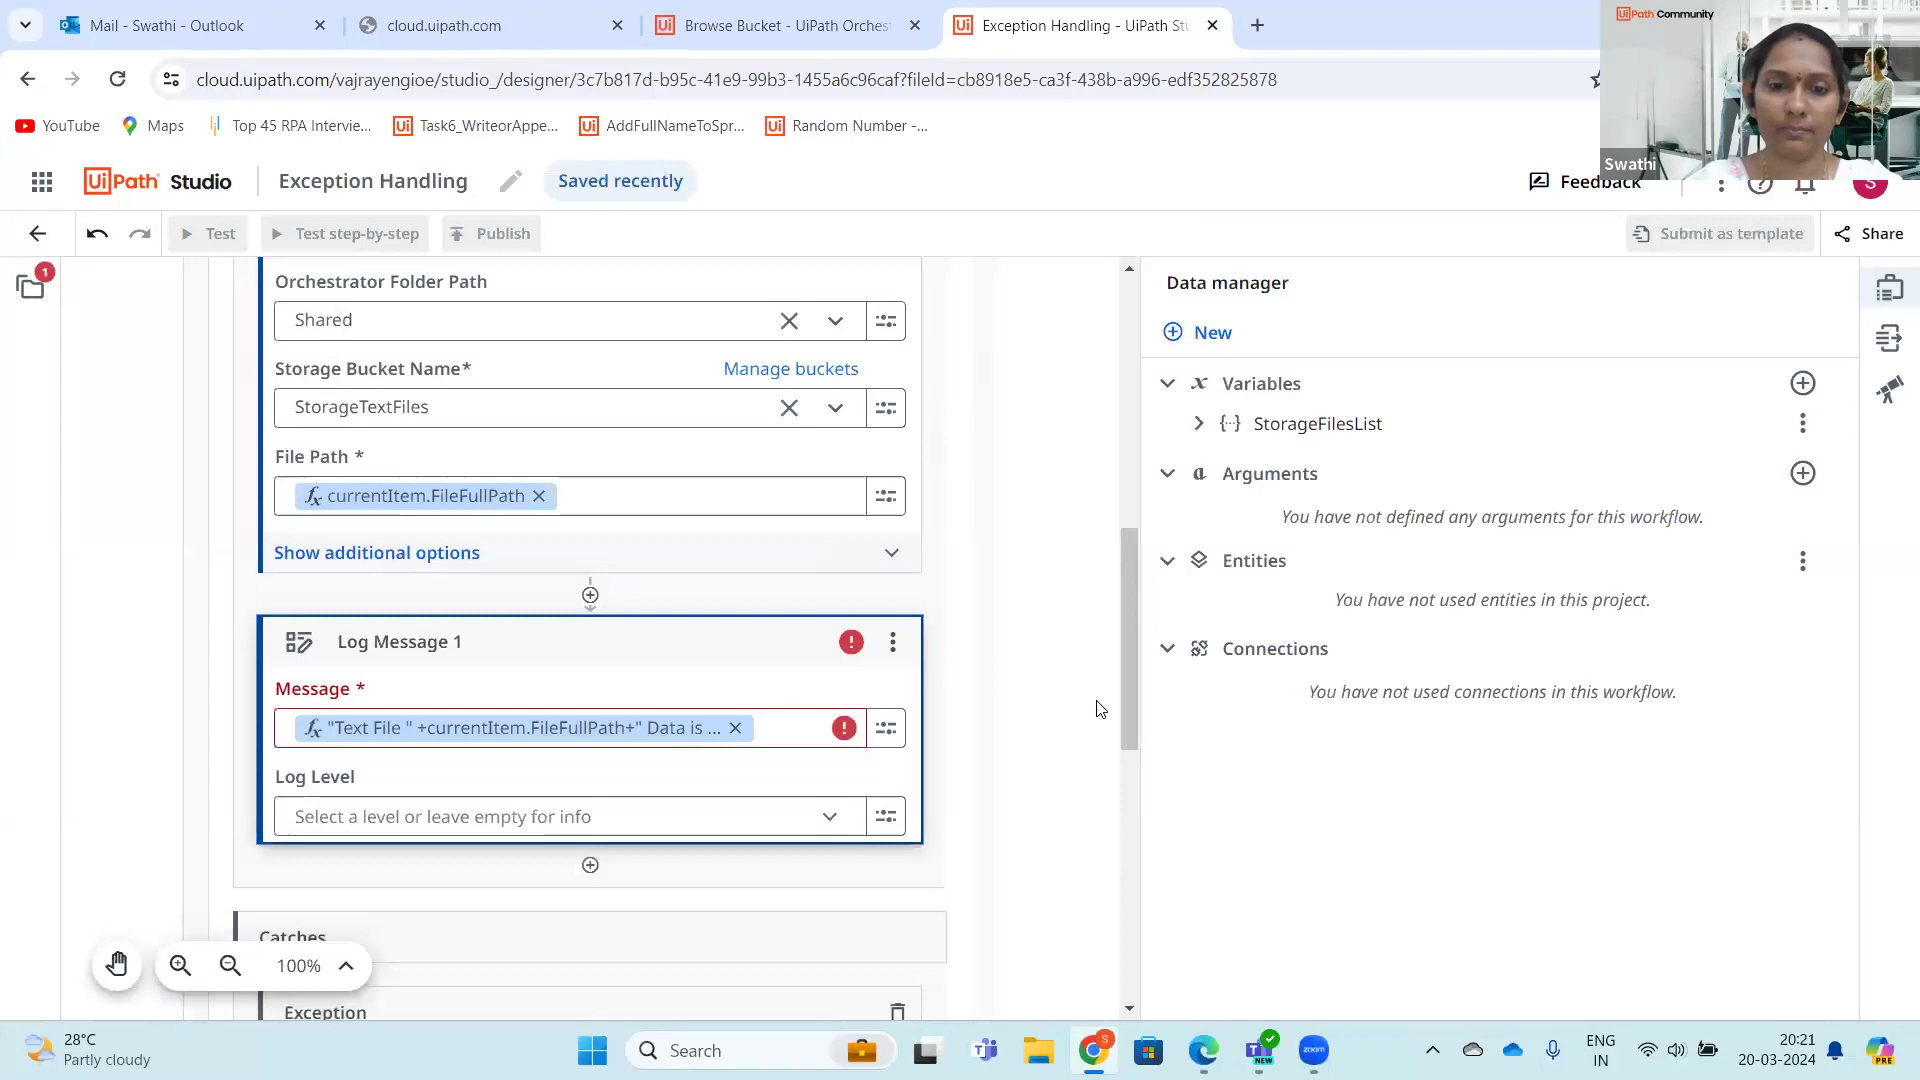 Mail - Swathi - Outlook
cloud.uipath.com
Browse Bucket - UiPath Orches
Exception Handling - UiPath Stu
UiPath Community
cloud.uipath.com/vajrayengioe/studio_/designer/3c7b817d-b95c-41e9-99b3-1455a6c96caf?fileId=cb8918e5-ca3f-438b-a996-edf352825878
YouTube
Maps
Top 45 RPA Intervie...
Task6_WriteorAppe...
AddFullNameToSpr...
Random Number -...
Swathi
UiPath Studio
Exception Handling
Saved recently
Feedback
S
Test
Test step-by-step
Publish
Submit as template
Share
1
Orchestrator Folder Path
Shared
Storage Bucket Name*
Manage buckets
StorageTextFiles
File Path *
fx currentItem.FileFullPath
Show additional options
Log Message 1
Message *
fx "Text File " +currentItem.FileFullPath+" Data is ...
Log Level
Select a level or leave empty for info
Catches
Exception
100%
Data manager
New
x Variables
StorageFilesList
a Arguments
You have not defined any arguments for this workflow.
Entities
You have not used entities in this project.
Connections
You have not used connections in this workflow.
28°C
Partly cloudy
Search
S
NEW
zoom
ENG
IN
20:21
20-03-2024
PRE